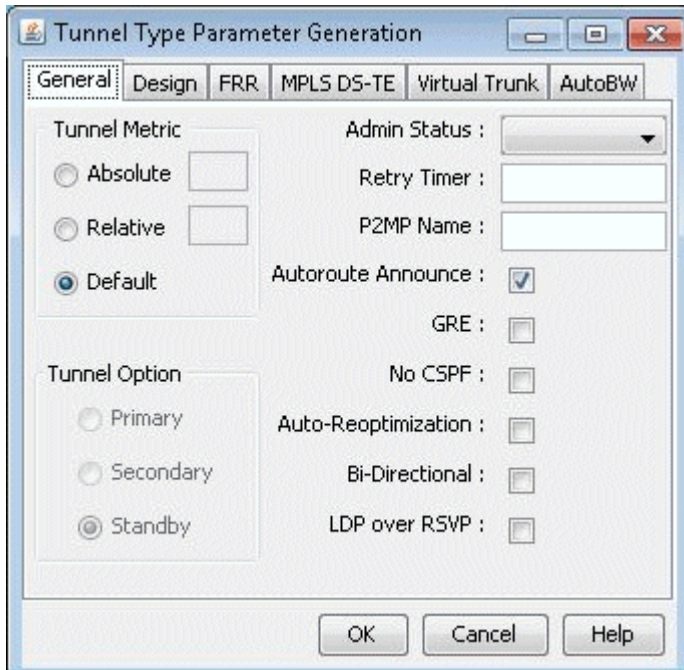 Tunnel Type Parameter Generation
General Design FRR MPLS DS-TE Virtual Trunk AutoBW
Tunnel Metric
Absolute
Relative
Default
Tunnel Option
Primary
Secondary
Standby
Admin Status :
Retry Timer :
P2MP Name :
Autoroute Announce :
GRE :
No CSPF :
Auto-Reoptimization :
Bi-Directional :
LDP over RSVP :
OK Cancel Help